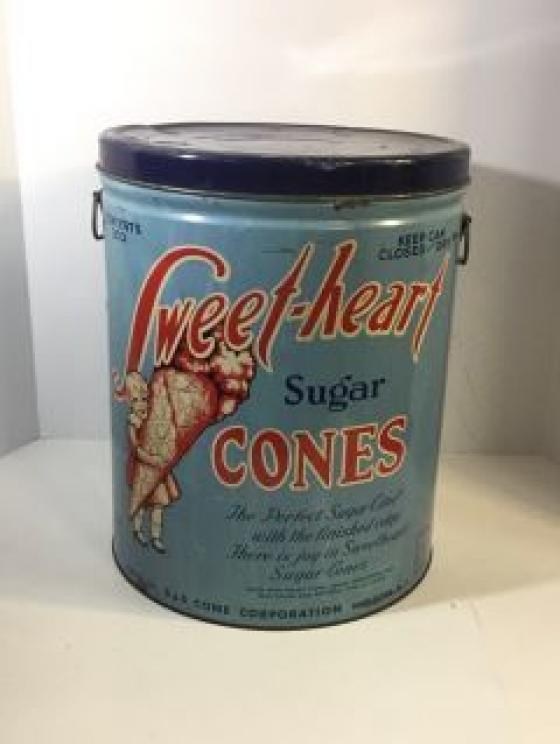 KEEP CAN
CLOSED
Sweet-heart
Sugar
CONES
The Perfect Sugar Cone
with the finished edge
There is joy in Sweetheart
Sugar Cones
CONE CORPORATION